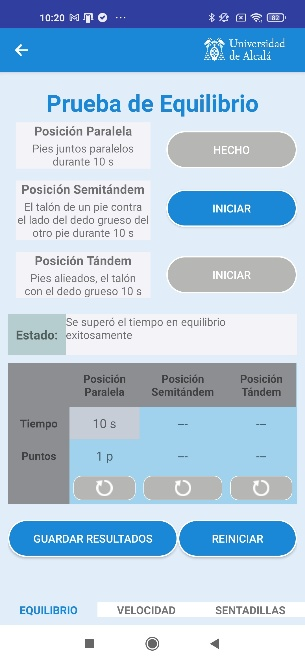 10:20
82
Universidad
de Alcalá
Prueba de Equilibrio
Posición Paralela
Pies juntos paralelos
durante 10 s
HECHO
Posición Semitándem
El talón de un pie contra
el lado del dedo grueso del
otro pie durante 10 s
INICIAR
Posición Tándem
Pies alieados, el talón
con el dedo grueso 10 s
INICIAR
Estado:
Se superó el tiempo en equilibrio
exitosamente
Posición Posición Posición
Paralela Semitándem Tándem
Tiempo 10 s --- ---
Puntos 1 p --- ---
GUARDAR RESULTADOS REINICIAR
EQUILIBRIO VELOCIDAD SENTADILLAS